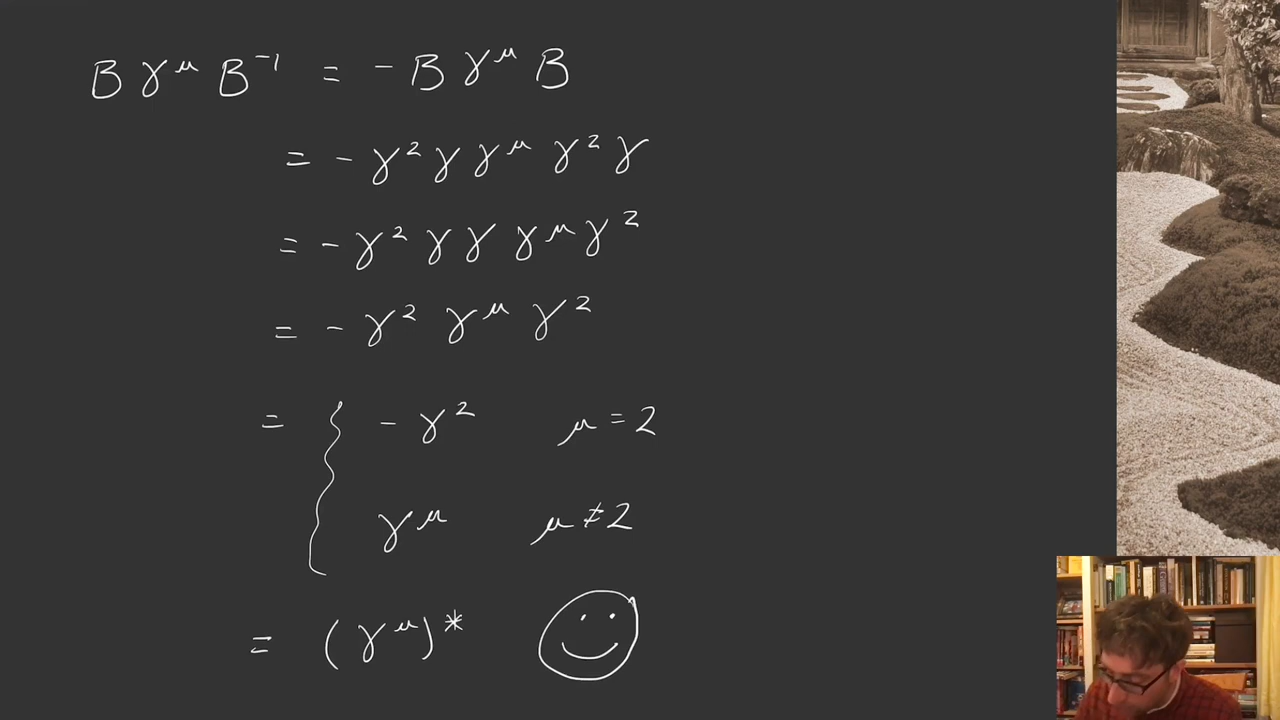 B γ^μ B^{-1} = - B γ^μ B
= - γ^2 γ γ^μ γ^2 γ
= - γ^2 γ γ γ^μ γ^2
= - γ^2 γ^μ γ^2
= { - γ^2 μ = 2
γ^μ μ ≠ 2
= (γ^μ)^*